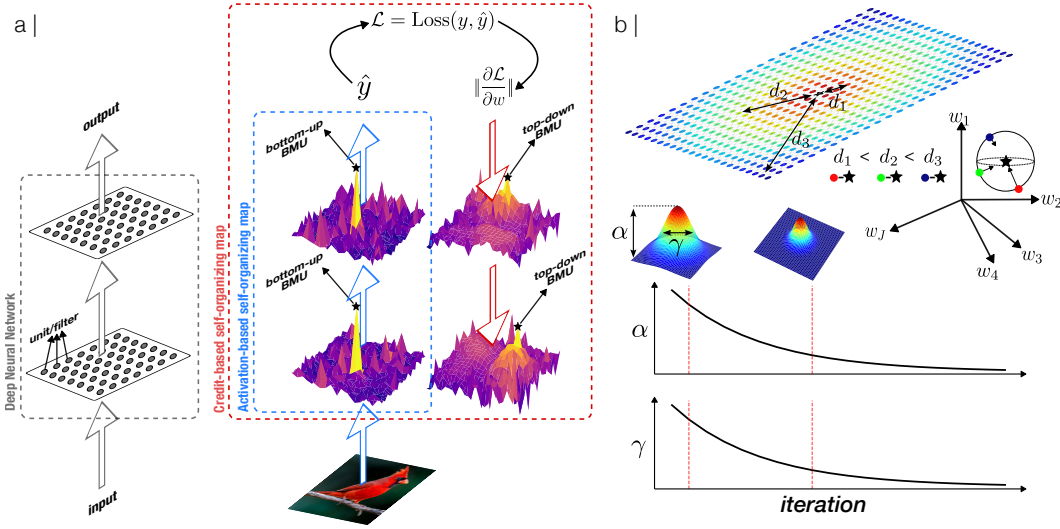 a |
output
Deep Neural Network
unit/filter
input
ℒ = Loss(y, ŷ)
ŷ
‖∂ℒ/∂w‖
Credit-based self-organizing map
Activation-based self-organizing map
bottom-up
BMU
top-down
BMU
bottom-up
BMU
top-down
BMU
b |
d₂
d₁
d₃
d₁ < d₂ < d₃
w₁
w₂
w₃
w₄
w_J
α
γ
α
γ
iteration